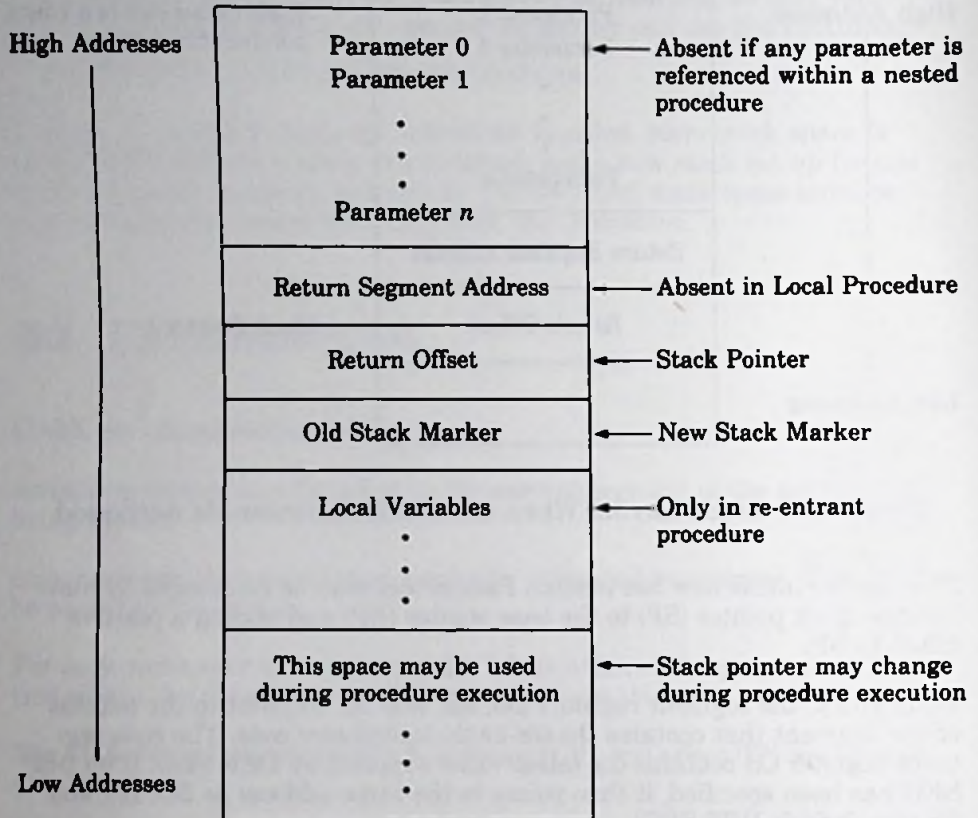 High Addresses
Parameter 0
Absent if any parameter is
referenced within a nested
procedure
Parameter 1
Parameter n
Return Segment Address
Absent in Local Procedure
Return Offset
Stack Pointer
Old Stack Marker
New Stack Marker
Local Variables
Only in re-entrant
procedure
This space may be used
during procedure execution
Stack pointer may change
during procedure execution
Low Addresses